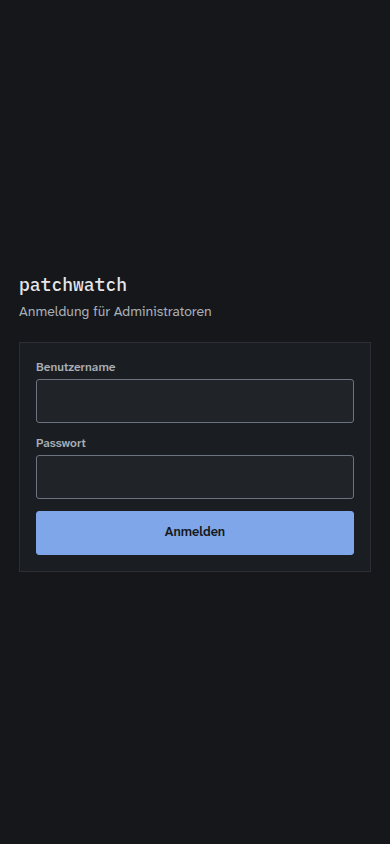 patchwatch
Anmeldung für Administratoren
Benutzername
Passwort
Anmelden